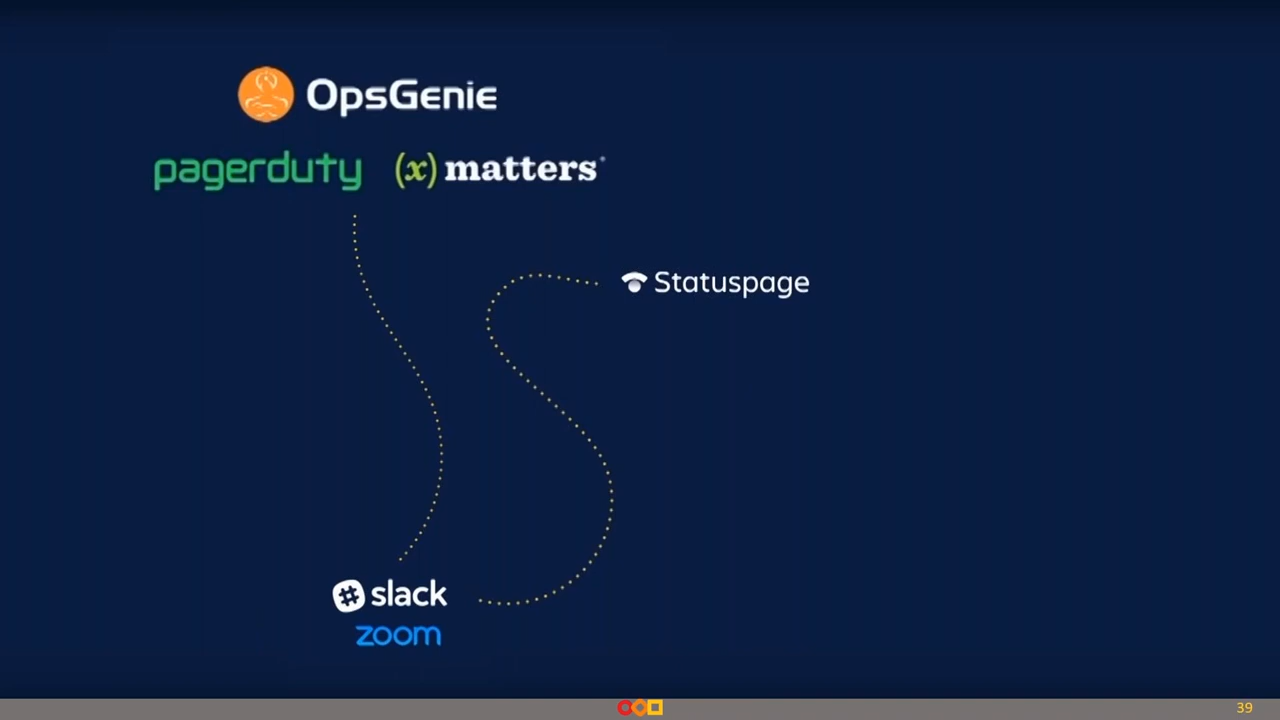 OpsGenie
pagerduty (x) matters®
Statuspage
slack
zoom
39